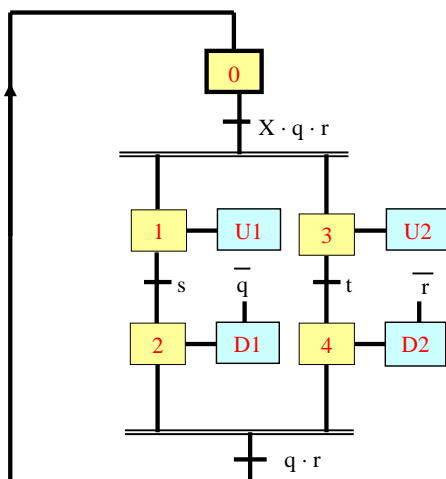 0
X · q · r
1 U1 3 U2
s q̅ t r̅
2 D1 4 D2
q · r